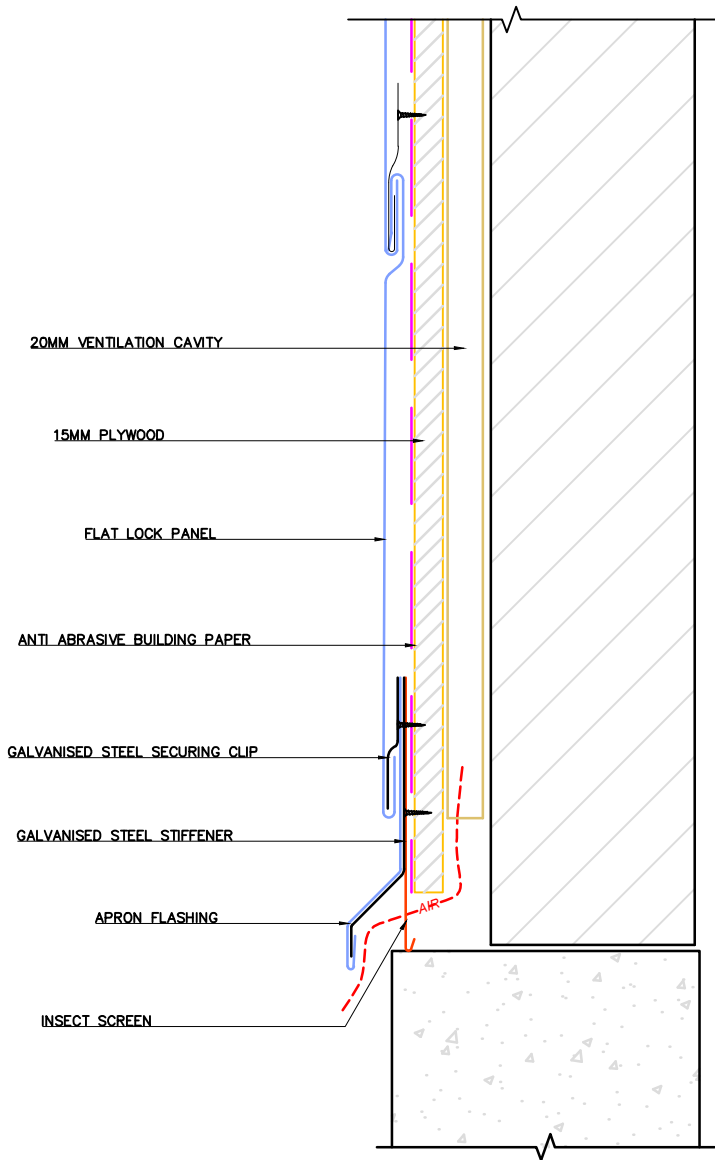 20MM VENTILATION CAVITY
15MM PLYWOOD
FLAT LOCK PANEL
ANTI ABRASIVE BUILDING PAPER
GALVANISED STEEL SECURING CLIP
GALVANISED STEEL STIFFENER
AIR
APRON FLASHING
INSECT SCREEN